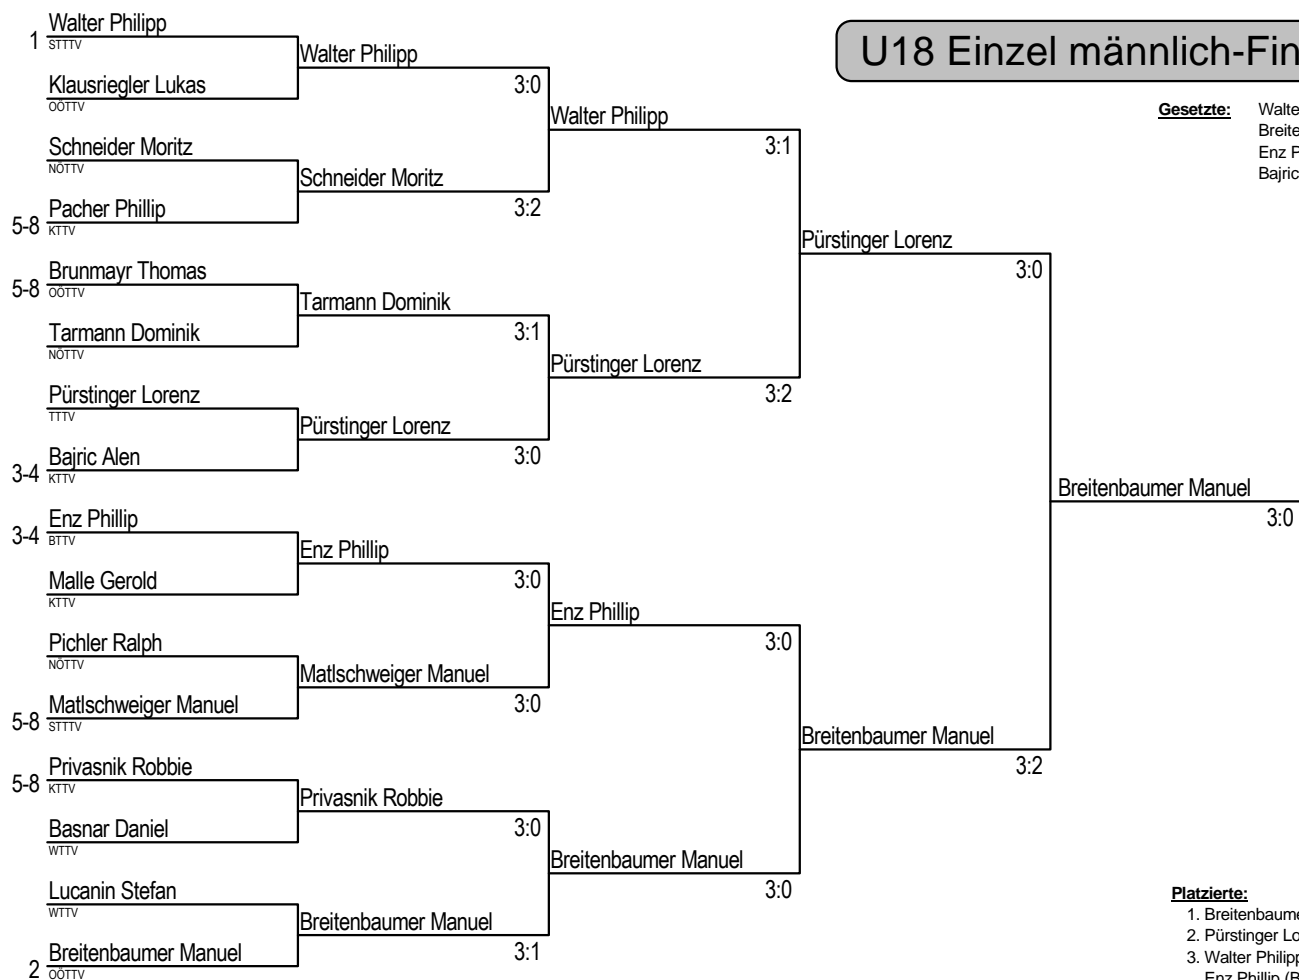 U18 Einzel männlich-Fin
Gesetzte: Walte
Breite
Enz P
Bajric
1 Walter Philipp
STTTV
Klausriegler Lukas
OÖTTV
Schneider Moritz
NÖTTV
5-8 Pacher Phillip
KTTV
5-8 Brunmayr Thomas
OÖTTV
Tarmann Dominik
NÖTTV
Pürstinger Lorenz
TTTV
3-4 Bajric Alen
KTTV
3-4 Enz Phillip
BTTV
Malle Gerold
KTTV
Pichler Ralph
NÖTTV
5-8 Matlschweiger Manuel
STTTV
5-8 Privasnik Robbie
KTTV
Basnar Daniel
WTTV
Lucanin Stefan
WTTV
2 Breitenbaumer Manuel
OÖTTV
Walter Philipp
3:0
Schneider Moritz
3:2
Tarmann Dominik
3:1
Pürstinger Lorenz
3:0
Enz Phillip
3:0
Matlschweiger Manuel
3:0
Privasnik Robbie
3:0
Breitenbaumer Manuel
3:1
Walter Philipp
3:1
Pürstinger Lorenz
3:2
Enz Phillip
3:0
Breitenbaumer Manuel
3:0
Pürstinger Lorenz
3:0
Breitenbaumer Manuel
3:2
Breitenbaumer Manuel
3:0
Platzierte:
1. Breitenbaume
2. Pürstinger Lo
3. Walter Philipp
Enz Phillip (B